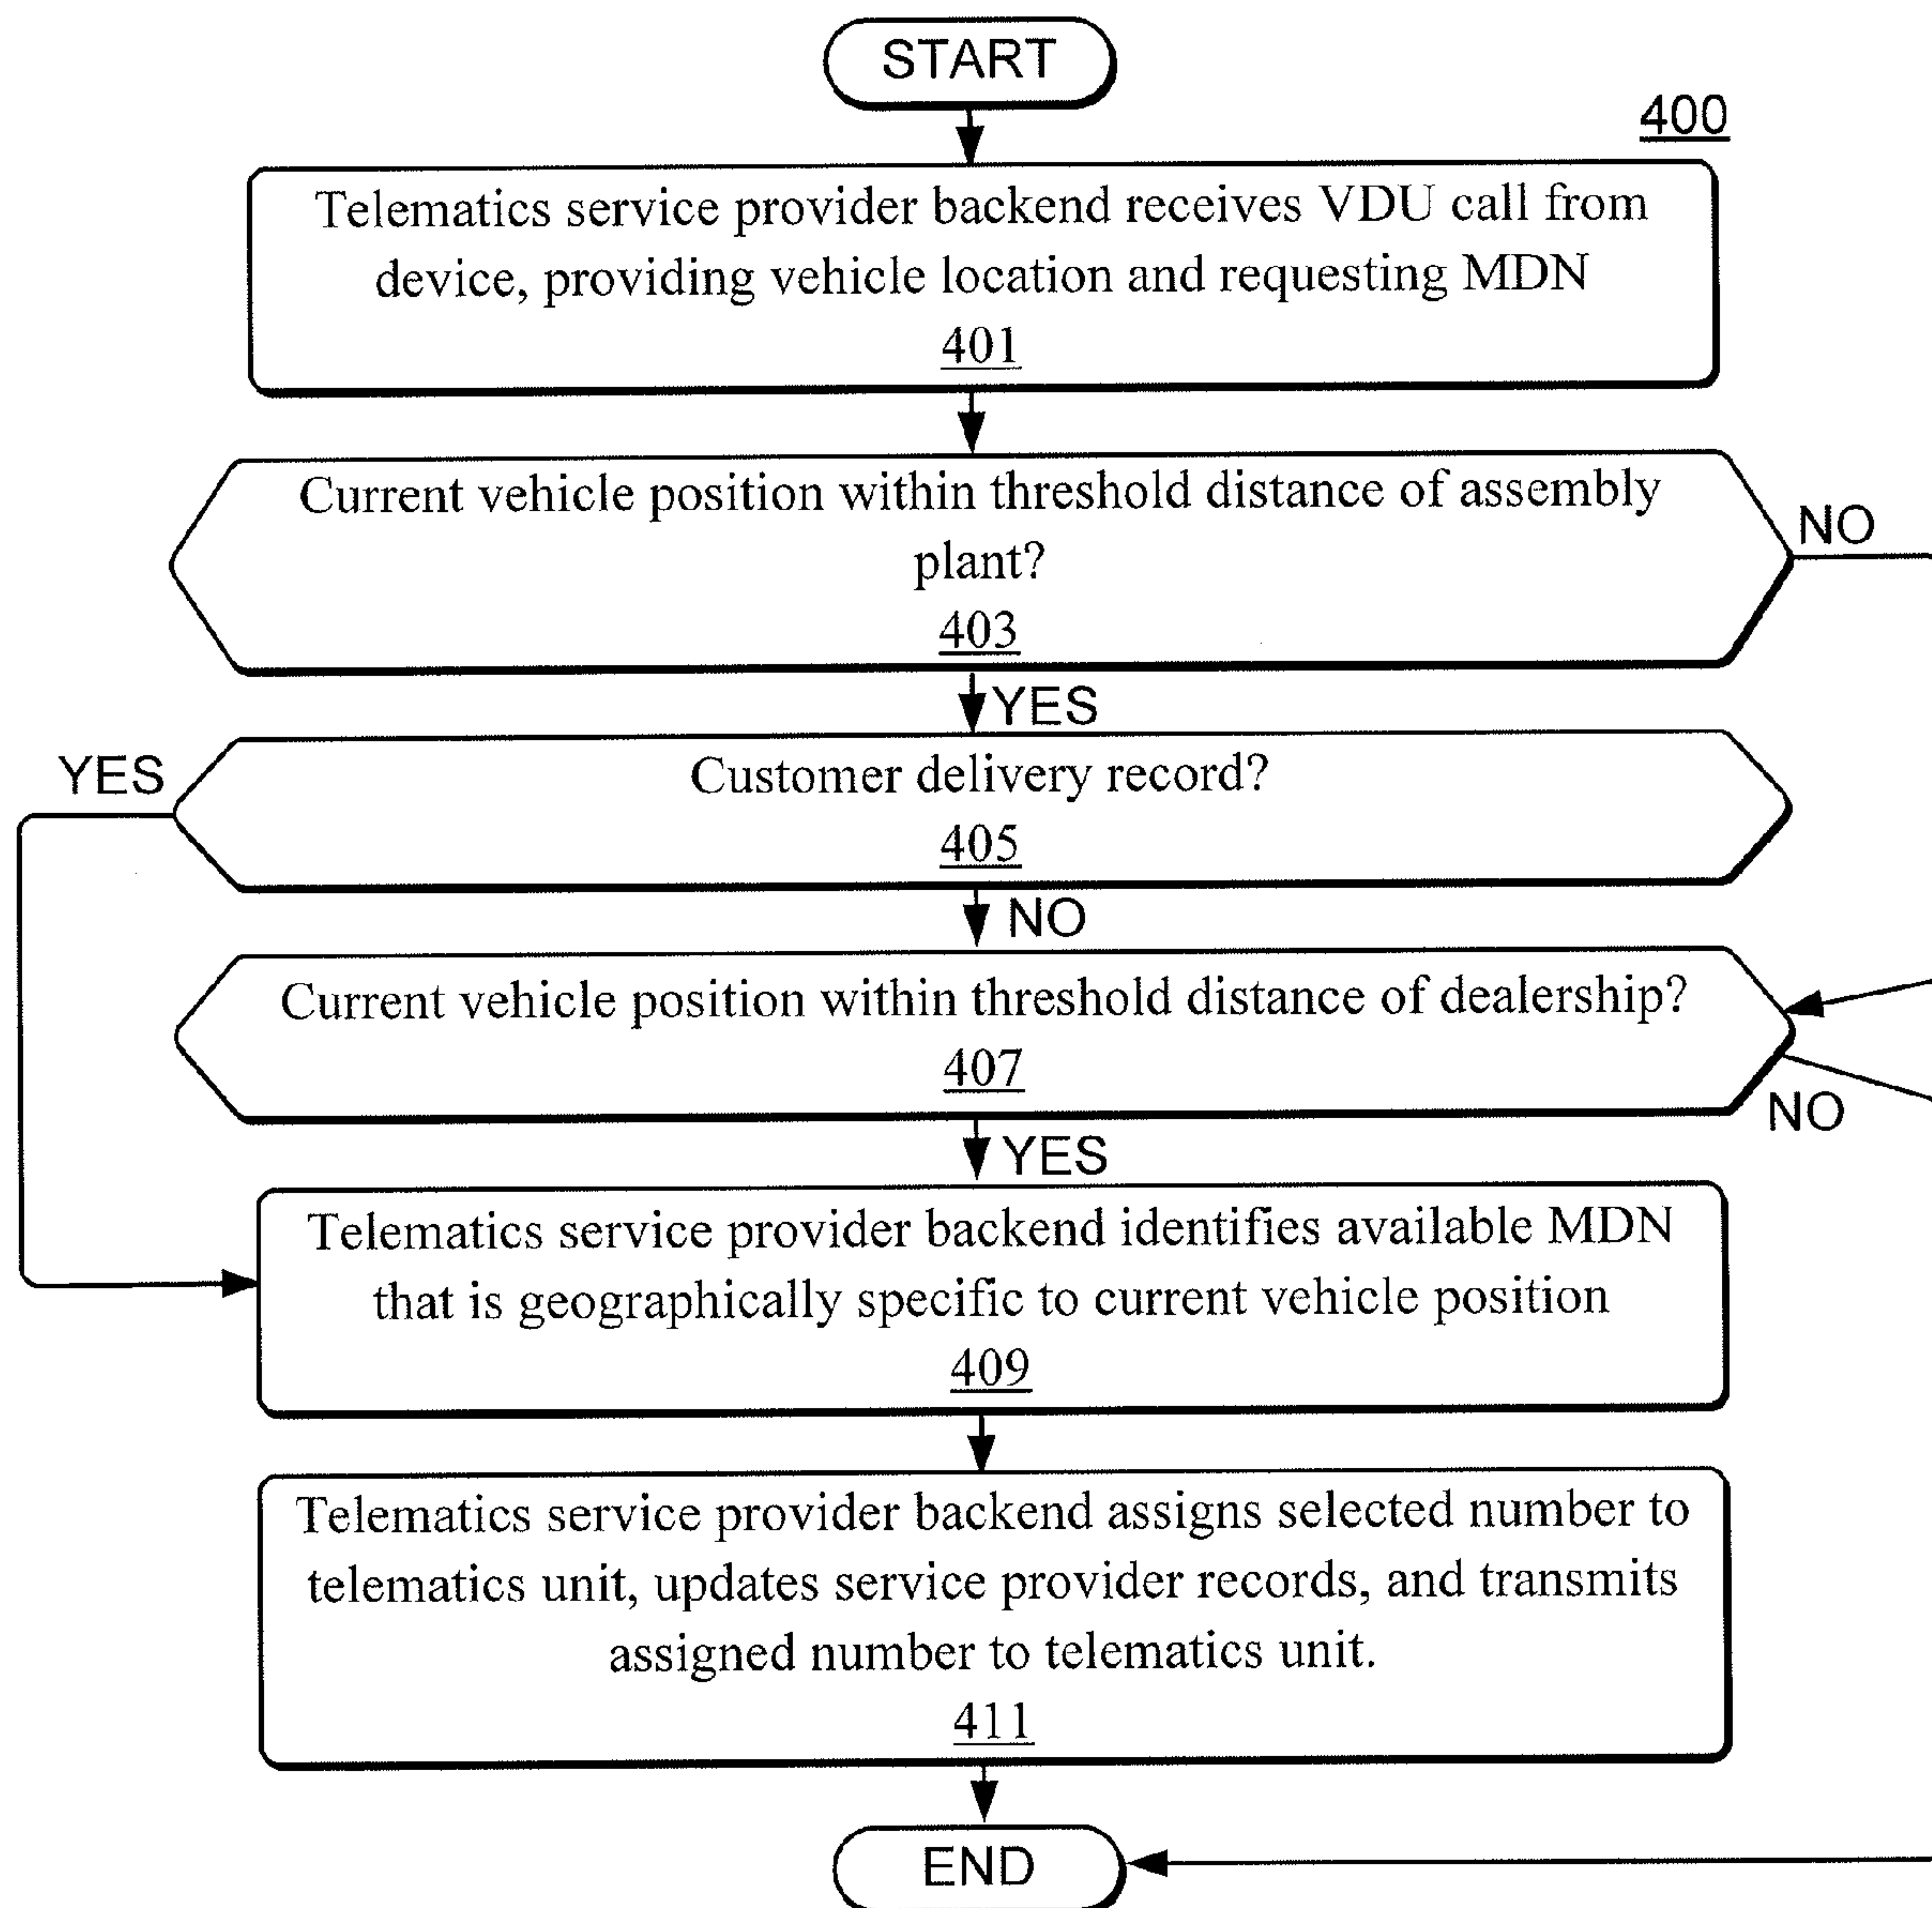 START
400
Telematics service provider backend receives VDU call from
device, providing vehicle location and requesting MDN
401
Current vehicle position within threshold distance of assembly
plant?
403
NO
YES
Customer delivery record?
405
YES
NO
Current vehicle position within threshold distance of dealership?
407
NO
YES
Telematics service provider backend identifies available MDN
that is geographically specific to current vehicle position
409
Telematics service provider backend assigns selected number to
telematics unit, updates service provider records, and transmits
assigned number to telematics unit.
411
END